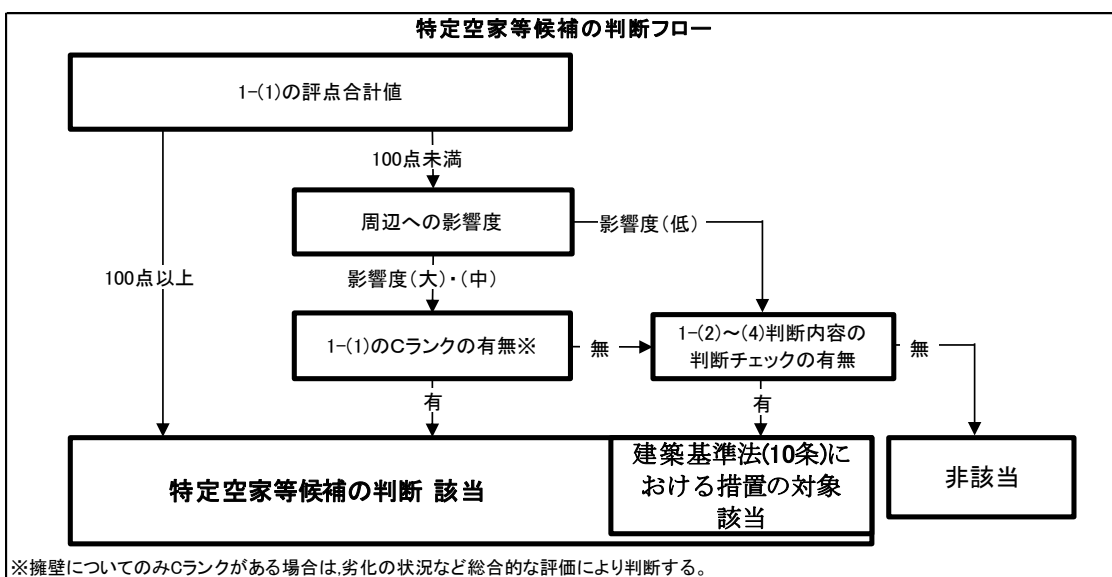 特定空家等候補の判断フロー
1-(1)の評点合計値
100点未満
周辺への影響度
影響度(低)
100点以上
影響度(大)・(中)
1-(1)のCランクの有無※
無
1-(2)～(4)判断内容の
判断チェックの有無
無
有
有
特定空家等候補の判断 該当
建築基準法(10条)に
おける措置の対象
該当
非該当
※擁壁についてのみCランクがある場合は,劣化の状況など総合的な評価により判断する。